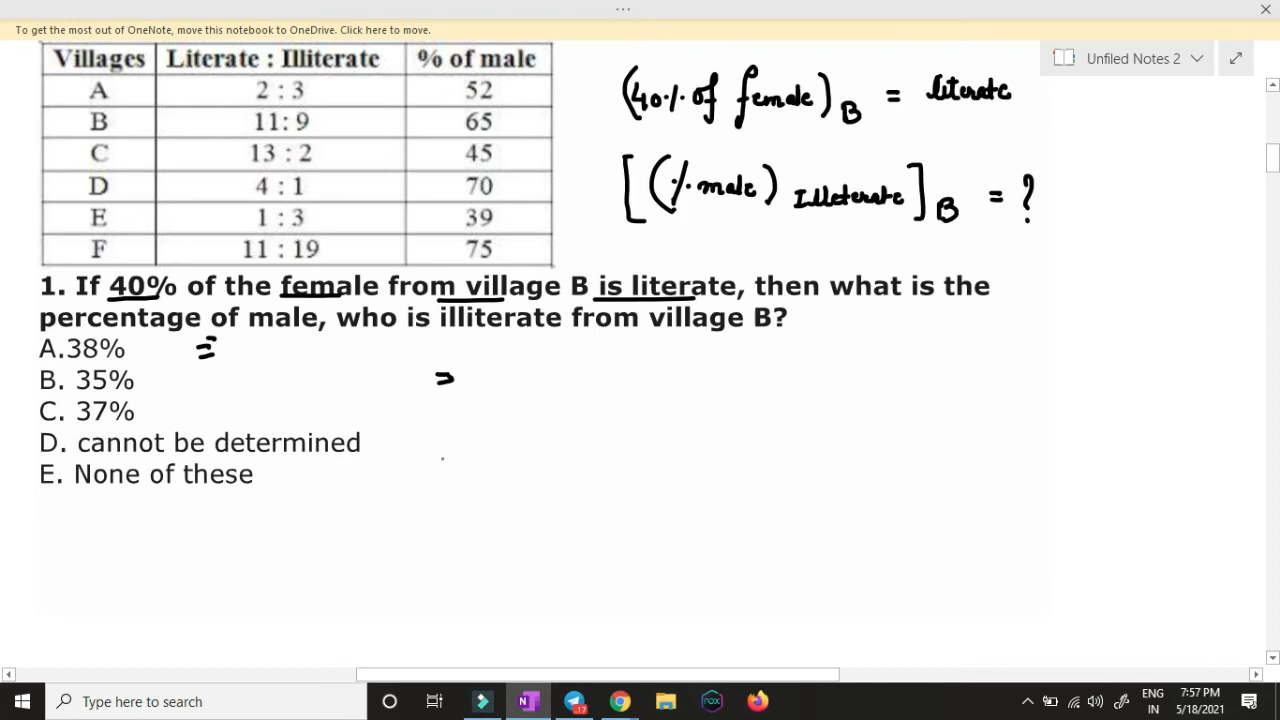 To get the most out of OneNote, move this notebook to OneDrive. Click here to move.
Villages Literate : Illiterate % of male
A 2 : 3 52
B 11: 9 65
C 13 : 2 45
D 4 : 1 70
E 1 : 3 39
F 11 : 19 75
Unfiled Notes 2
(40% of female)B = literate
[(% male) Illeterate]B = ?
1. If 40% of the female from village B is literate, then what is the
percentage of male, who is illiterate from village B?
A.38% =
B. 35% =
C. 37%
D. cannot be determined
E. None of these
Type here to search
N
17
nox
ENG
IN
7:57 PM
5/18/2021